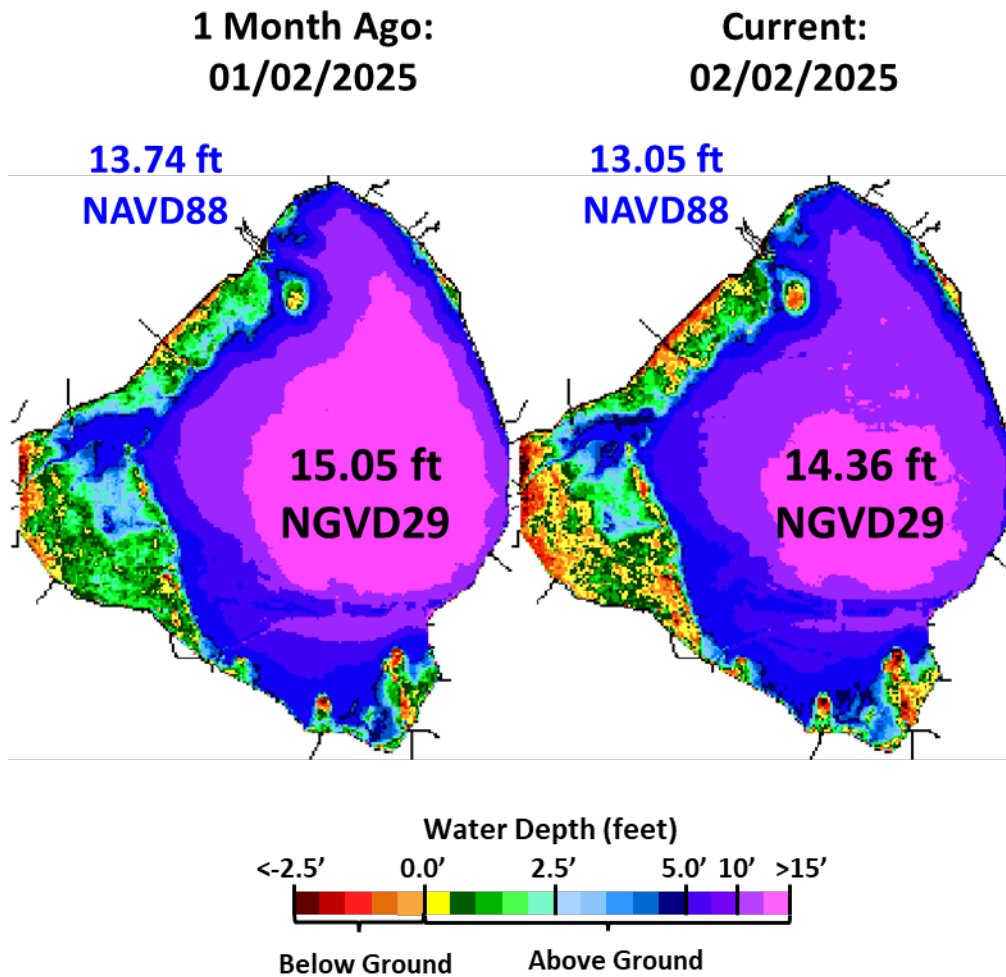 1 Month Ago:
01/02/2025
Current:
02/02/2025
13.74 ft
NAVD88
13.05 ft
NAVD88
15.05 ft
NGVD29
14.36 ft
NGVD29
Water Depth (feet)
<-2.5’ 0.0’ 2.5’ 5.0’ 10’ >15’
Below Ground Above Ground